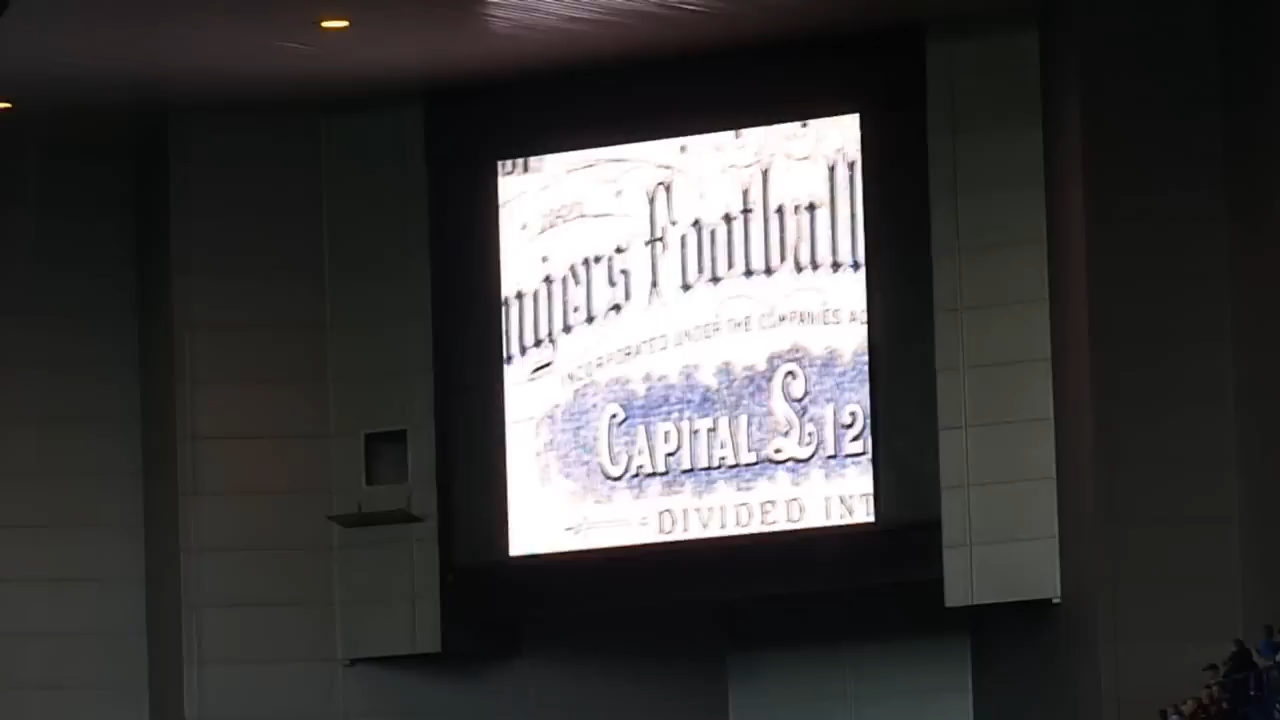 ngers Football
INCORPORATED UNDER THE COMPANIES AC
CAPITAL £12
DIVIDED INT